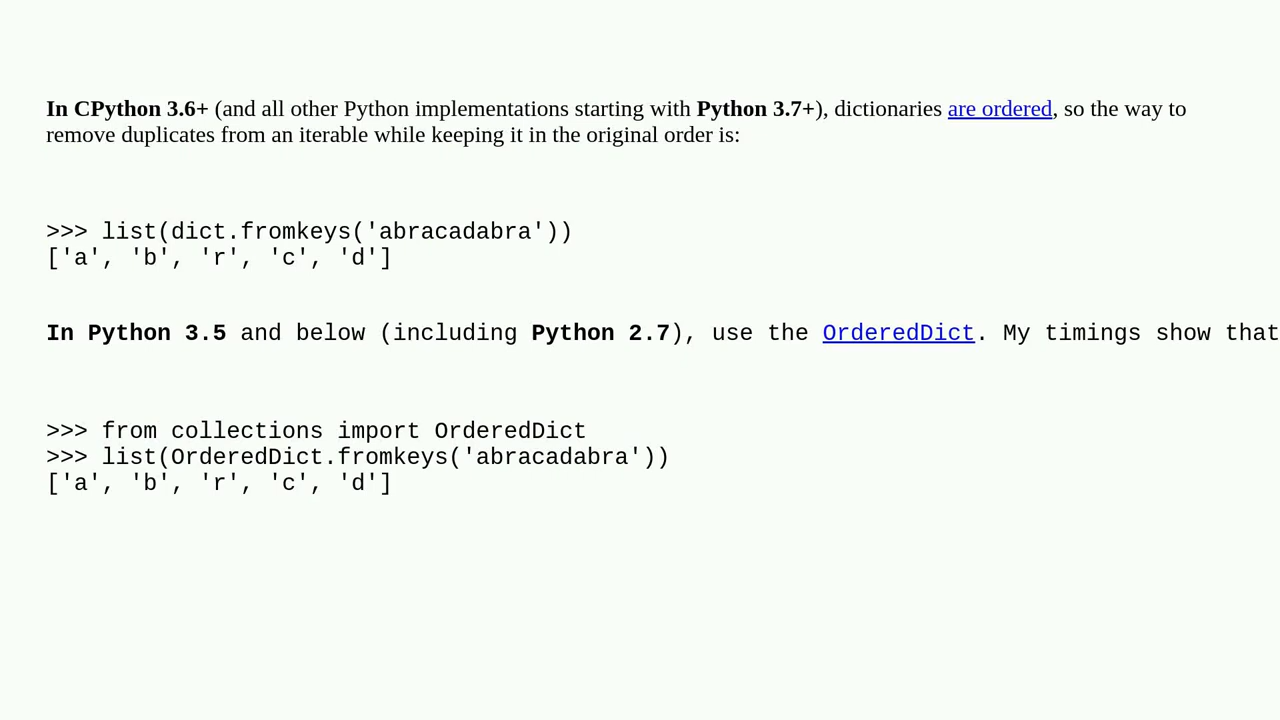 In CPython 3.6+ (and all other Python implementations starting with Python 3.7+), dictionaries are ordered, so the way to
remove duplicates from an iterable while keeping it in the original order is:
>>> list(dict.fromkeys('abracadabra'))
['a', 'b', 'r', 'c', 'd']
In Python 3.5 and below (including Python 2.7), use the OrderedDict. My timings show that
>>> from collections import OrderedDict
>>> list(OrderedDict.fromkeys('abracadabra'))
['a', 'b', 'r', 'c', 'd']